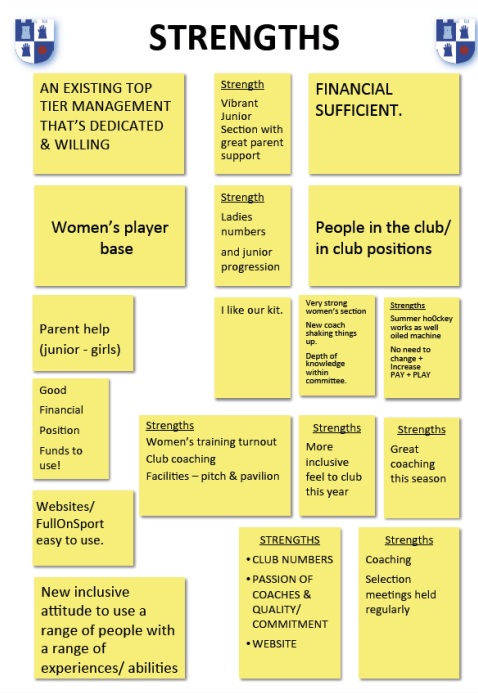 STRENGTHS
AN EXISTING TOP
TIER MANAGEMENT
THAT'S DEDICATED
& WILLING
Strength
Vibrant
Junior
Section with
great parent
support
FINANCIAL
SUFFICIENT.
Women's player
base
Strength
Ladies
numbers
and junior
progression
People in the club/
in club positions
Parent help
(junior - girls)
I like our kit.
Very strong
women's section
New coach
shaking things
up.
Depth of
knowledge
within
committee.
Strengths
Summer ho0ckey
works as well
oiled machine
No need to
change +
Increase
PAY + PLAY
Good
Financial
Position
Funds to
use!
Strengths
Women's training turnout
Club coaching
Facilities – pitch & pavilion
Strengths
More
inclusive
feel to club
this year
Strengths
Great
coaching
this season
Websites/
FullOnSport
easy to use.
STRENGTHS
• CLUB NUMBERS
• PASSION OF
COACHES &
QUALITY/
COMMITMENT
• WEBSITE
Strengths
Coaching
Selection
meetings held
regularly
New inclusive
attitude to use a
range of people with
a range of
experiences/ abilities